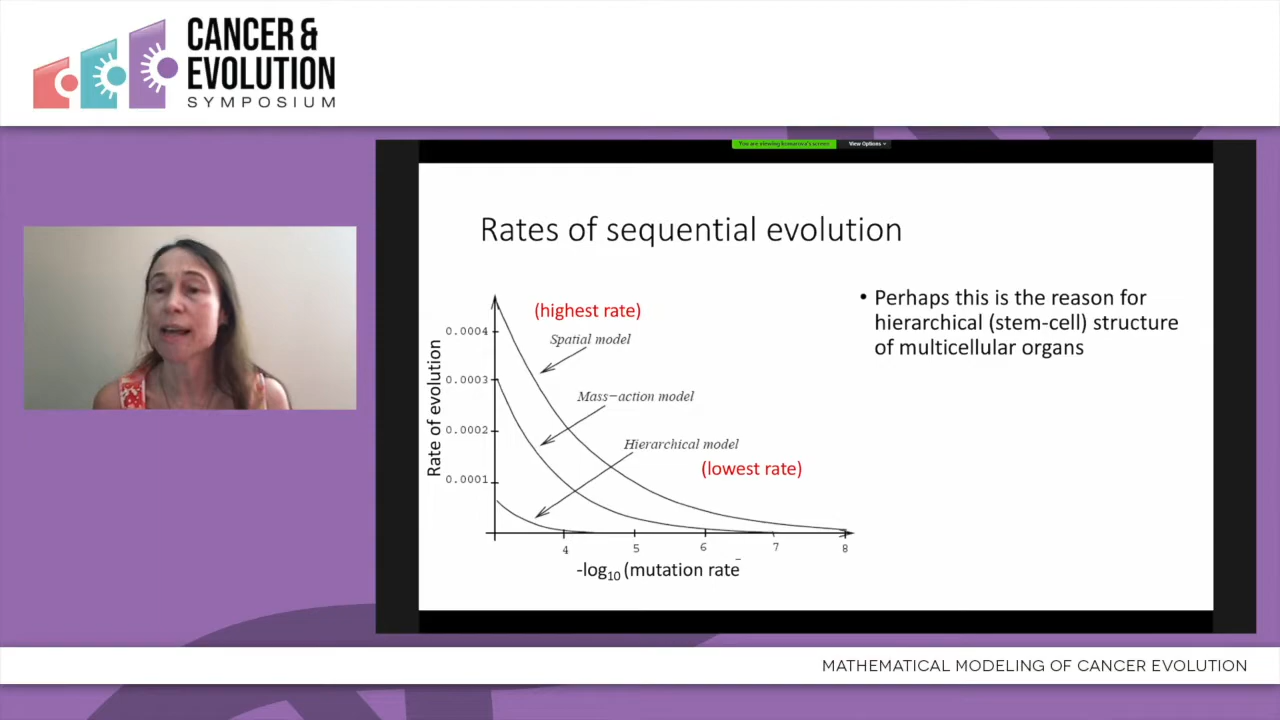 CANCER &
EVOLUTION
SYMPOSIUM
You are viewing komarova's screen
View Options
Rates of sequential evolution
(highest rate)
Spatial model
0.0004
0.0003
Mass-action model
0.0002
Hierarchical model
(lowest rate)
0.0001
Rate of evolution
4
5
6
7
8
-log10 (mutation rate
• Perhaps this is the reason for
hierarchical (stem-cell) structure
of multicellular organs
MATHEMATICAL MODELING OF CANCER EVOLUTION